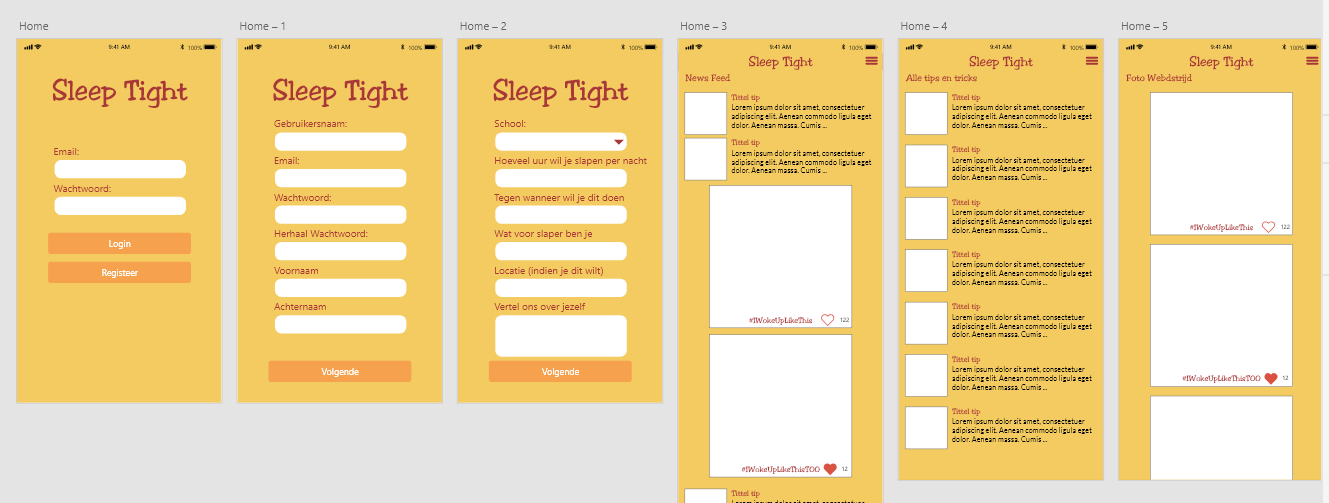 Home
9:41 AM
100%
Sleep Tight
Email:
Wachtwoord:
Login
Registeer
Home – 1
9:41 AM
100%
Sleep Tight
Gebruikersnaam:
Email:
Wachtwoord:
Herhaal Wachtwoord:
Voornaam
Achternaam
Volgende
Home – 2
9:41 AM
100%
Sleep Tight
School:
Hoeveel uur wil je slapen per nacht
Tegen wanneer wil je dit doen
Wat voor slaper ben je
Locatie (indien je dit wilt)
Vertel ons over jezelf
Volgende
Home – 3
9:41 AM
100%
Sleep Tight
News Feed
Tittel tip
Lorem ipsum dolor sit amet, consectetuer
adipiscing elit. Aenean commodo ligula eget
dolor. Aenean massa. Cumis ...
Tittel tip
Lorem ipsum dolor sit amet, consectetuer
adipiscing elit. Aenean commodo ligula eget
dolor. Aenean massa. Cumis ...
#IWokeUpLikeThis 122
#IWokeUpLikeThisTOO 12
Tittel tip
Home – 4
9:41 AM
100%
Sleep Tight
Alle tips en tricks
Tittel tip
Lorem ipsum dolor sit amet, consectetuer
adipiscing elit. Aenean commodo ligula eget
dolor. Aenean massa. Cumis ...
Tittel tip
Lorem ipsum dolor sit amet, consectetuer
adipiscing elit. Aenean commodo ligula eget
dolor. Aenean massa. Cumis ...
Tittel tip
Lorem ipsum dolor sit amet, consectetuer
adipiscing elit. Aenean commodo ligula eget
dolor. Aenean massa. Cumis ...
Tittel tip
Lorem ipsum dolor sit amet, consectetuer
adipiscing elit. Aenean commodo ligula eget
dolor. Aenean massa. Cumis ...
Tittel tip
Lorem ipsum dolor sit amet, consectetuer
adipiscing elit. Aenean commodo ligula eget
dolor. Aenean massa. Cumis ...
Tittel tip
Lorem ipsum dolor sit amet, consectetuer
adipiscing elit. Aenean commodo ligula eget
dolor. Aenean massa. Cumis ...
Tittel tip
Lorem ipsum dolor sit amet, consectetuer
adipiscing elit. Aenean commodo ligula eget
dolor. Aenean massa. Cumis ...
Home – 5
9:41 AM
100%
Sleep Tight
Foto Webdstrijd
#IWokeUpLikeThis 122
#IWokeUpLikeThisTOO 12